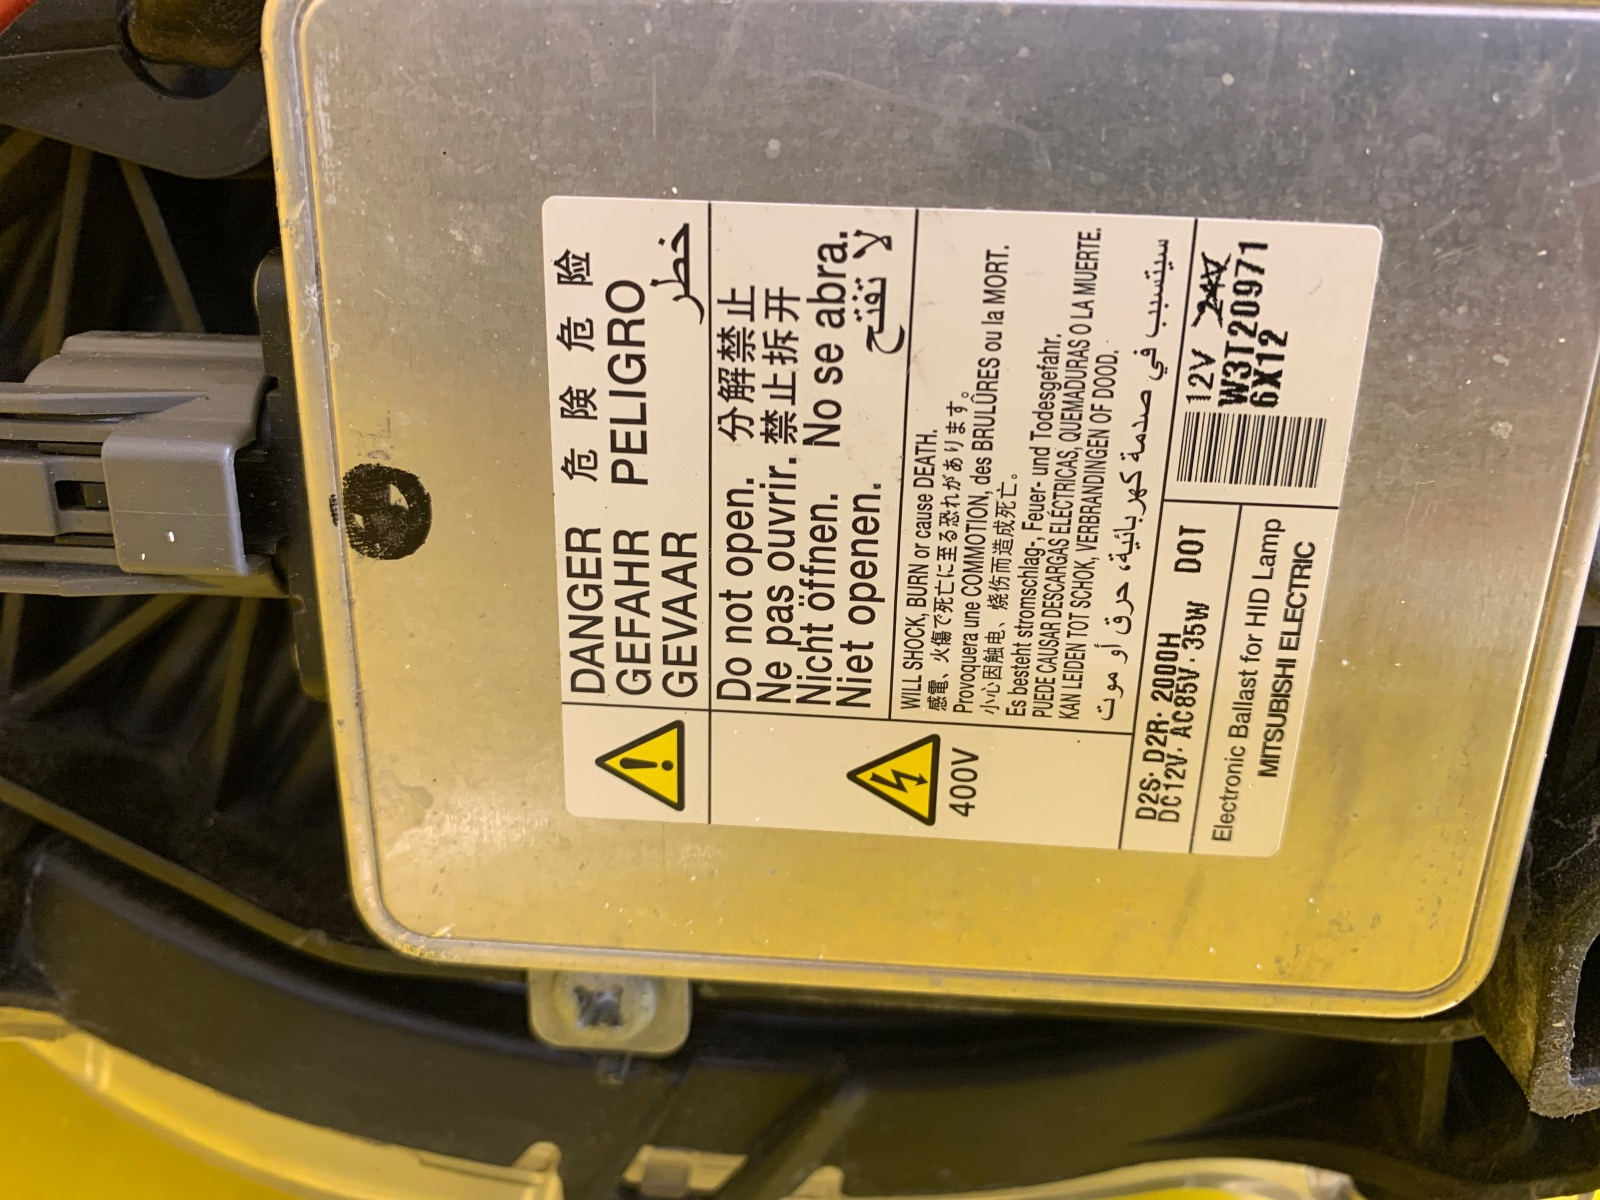 DANGER 危 険 危 险
GEFAHR PELIGRO
GEVAAR خطر
Do not open. 分解禁止
Ne pas ouvrir. 禁止拆开
Nicht öffnen. No se abra.
Niet openen. لا تفتح
400V
WILL SHOCK, BURN or cause DEATH.
感電、火傷で死亡に至る恐れがあります。
Provoquera une COMMOTION, des BRULÛRES ou la MORT.
小心因触电、烧伤而造成死亡。
Es besteht stromschlag-, Feuer- und Todesgefahr.
PUEDE CAUSAR DESCARGAS ELÉCTRICAS, QUEMADURAS O LA MUERTE.
KAN LEIDEN TOT SCHOK, VERBRANDINGEN OF DOOD.
سيتسبب في صدمة كهربائية، حرق أو موت
D2S· D2R· 2000H
DC12V· AC85V· 35W DOT
12V 24V
W3T20971
6X12
Electronic Ballast for HID Lamp
MITSUBISHI ELECTRIC